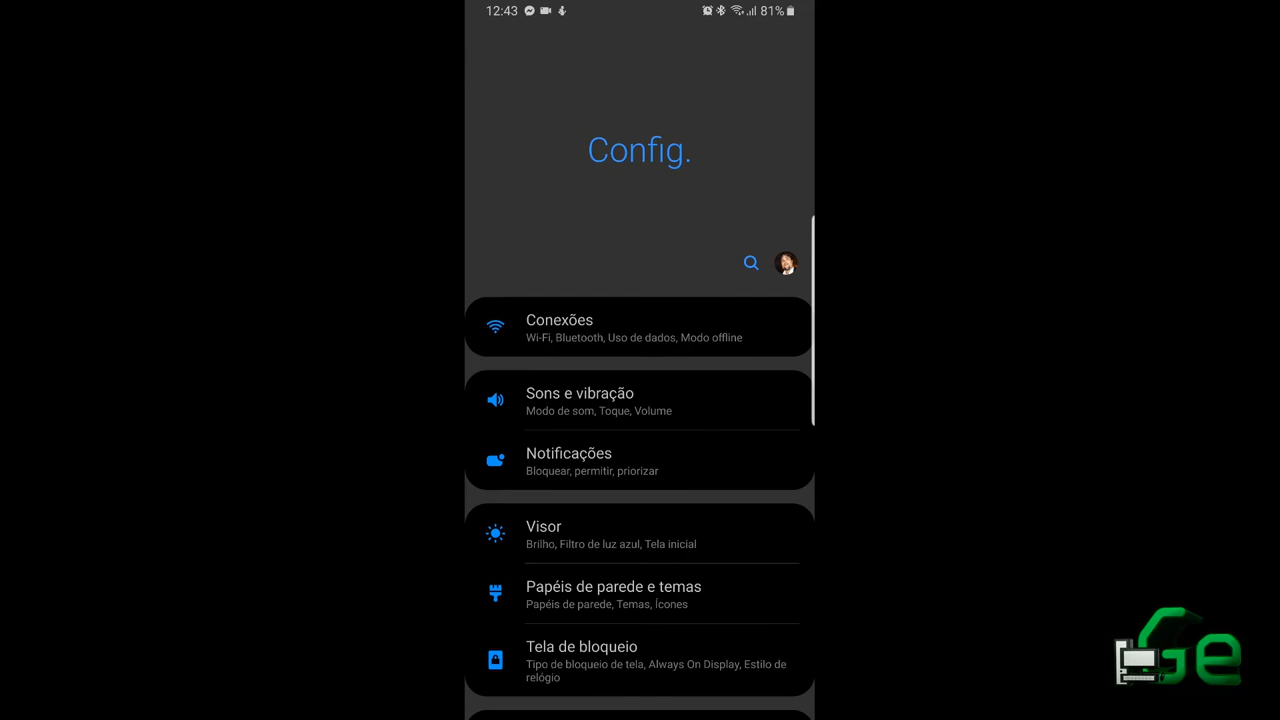 12:43 81%
Config.
Conexões
Wi-Fi, Bluetooth, Uso de dados, Modo offline
Sons e vibração
Modo de som, Toque, Volume
Notificações
Bloquear, permitir, priorizar
Visor
Brilho, Filtro de luz azul, Tela inicial
Papéis de parede e temas
Papéis de parede, Temas, Ícones
Tela de bloqueio
Tipo de bloqueio de tela, Always On Display, Estilo de
relógio
Ge